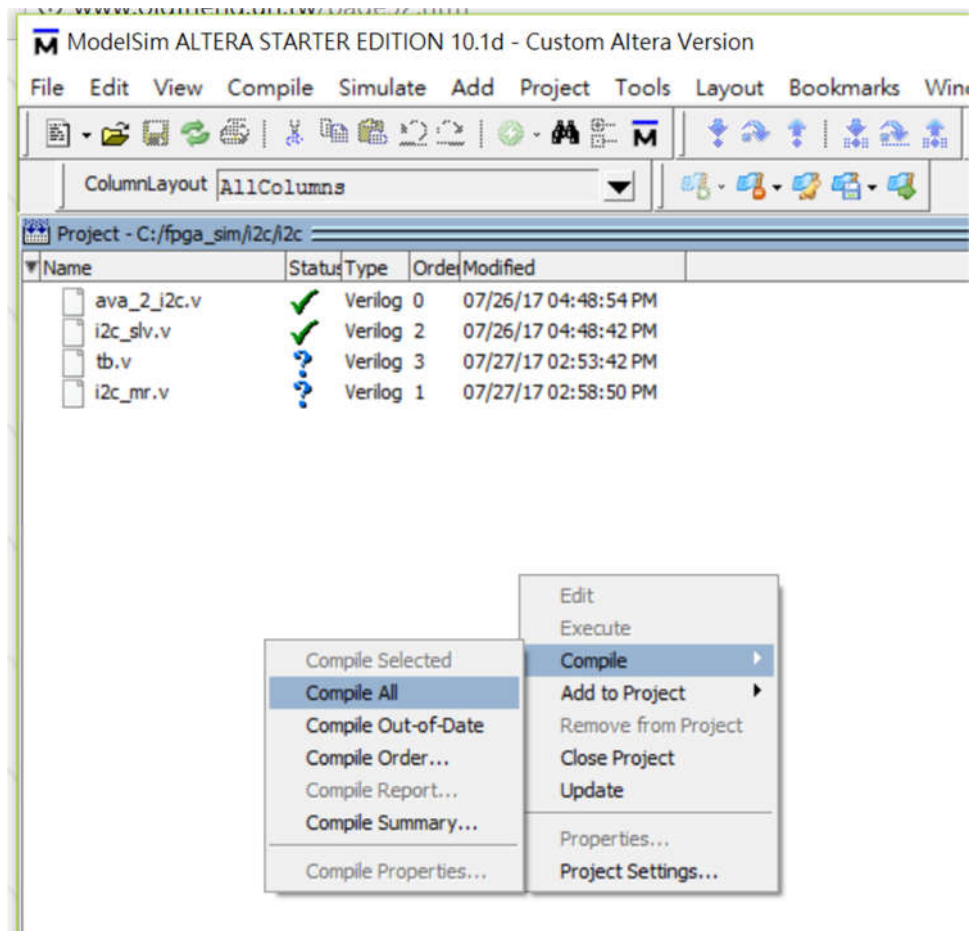 ModelSim ALTERA STARTER EDITION 10.1d - Custom Altera Version
File Edit View Compile Simulate Add Project Tools Layout Bookmarks
ColumnLayout AllColumns
Project - C:/fpga_sim/i2c/i2c
Name Status Type Order Modified
ava_2_i2c.v Verilog 0 07/26/17 04:48:54 PM
i2c_slv.v Verilog 2 07/26/17 04:48:42 PM
tb.v Verilog 3 07/27/17 02:53:42 PM
i2c_mr.v Verilog 1 07/27/17 02:58:50 PM
Edit
Execute
Compile
Add to Project
Remove from Project
Close Project
Update
Properties...
Project Settings...
Compile Selected
Compile All
Compile Out-of-Date
Compile Order...
Compile Report...
Compile Summary...
Compile Properties...